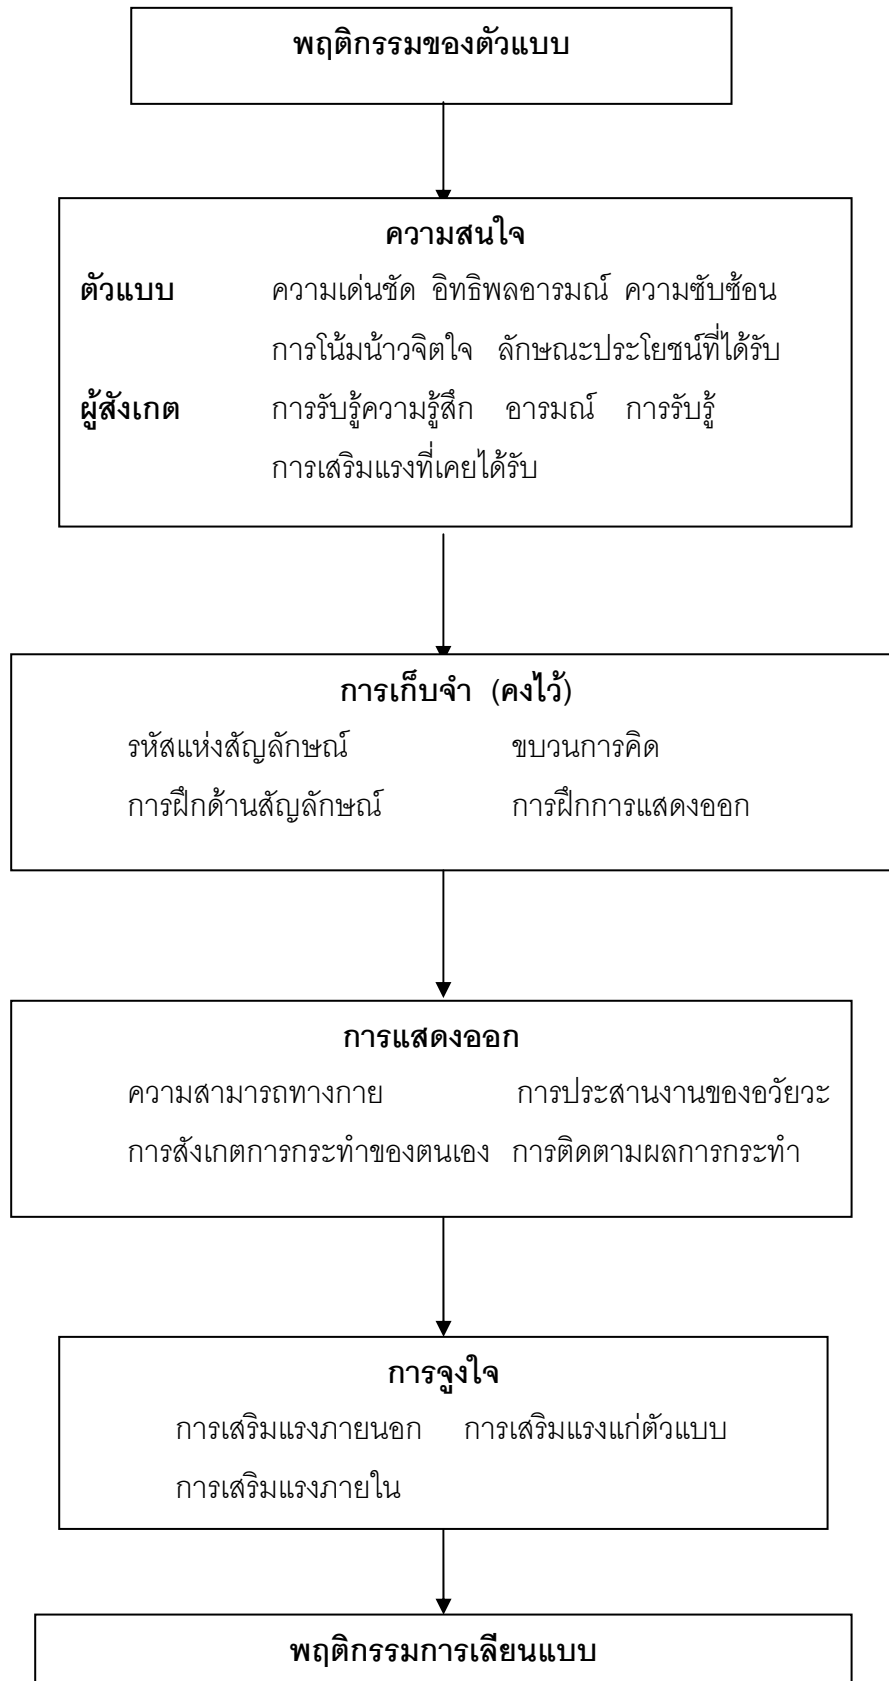 พฤติกรรมของตัวแบบ
ความสนใจ
ตัวแบบ ความเด่นชัด อิทธิพลอารมณ์ ความซับซ้อน
การโน้มน้าวจิตใจ ลักษณะประโยชน์ที่ได้รับ
ผู้สังเกต การรับรู้ความรู้สึก อารมณ์ การรับรู้
การเสริมแรงที่เคยได้รับ
การเก็บจำ (คงไว้)
รหัสแห่งสัญลักษณ์ ขบวนการคิด
การฝึกด้านสัญลักษณ์ การฝึกการแสดงออก
การแสดงออก
ความสามารถทางกาย การประสานงานของอวัยวะ
การสังเกตการกระทำของตนเอง การติดตามผลการกระทำ
การจูงใจ
การเสริมแรงภายนอก การเสริมแรงแก่ตัวแบบ
การเสริมแรงภายใน
พฤติกรรมการเลียนแบบ